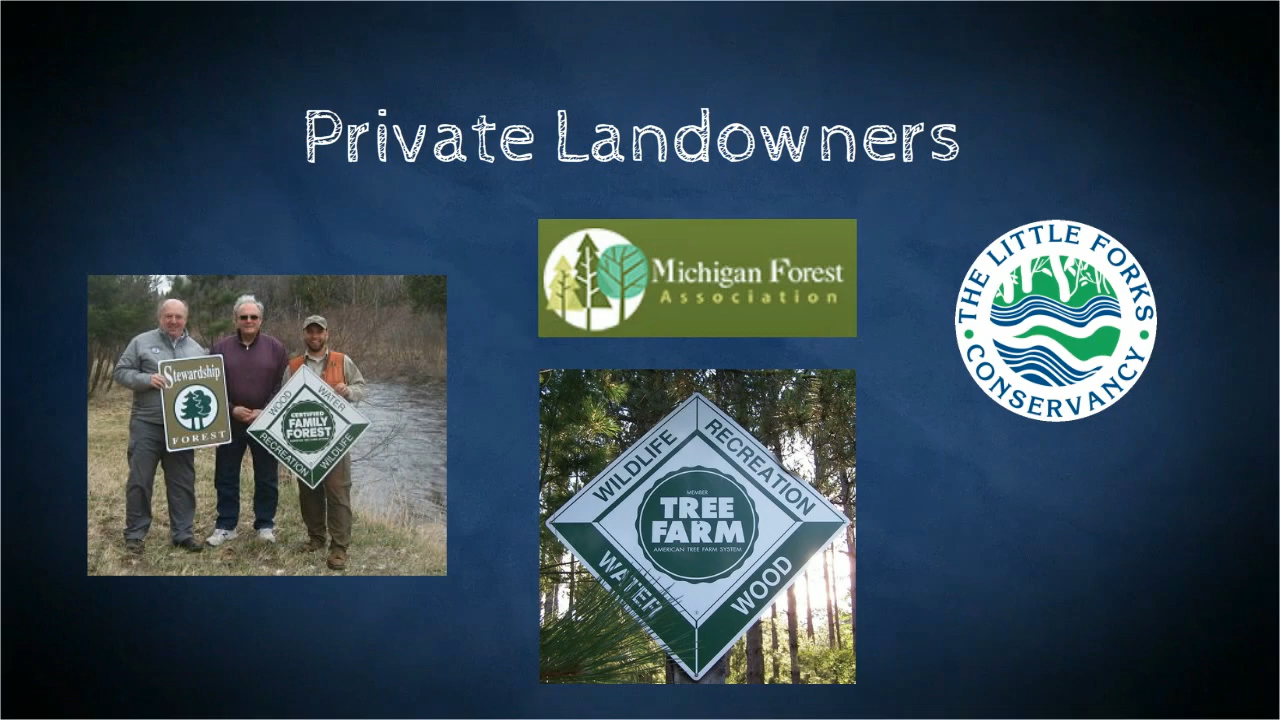 Private Landowners
Stewardship
FOREST
WOOD
WATER
CERTIFIED
FAMILY
FOREST
RECREATION
WILDLIFE
Michigan Forest
Association
WILDLIFE
RECREATION
MEMBER
TREE
FARM
AMERICAN TREE FARM SYSTEM
WATER
WOOD
THE LITTLE FORKS
CONSERVANCY